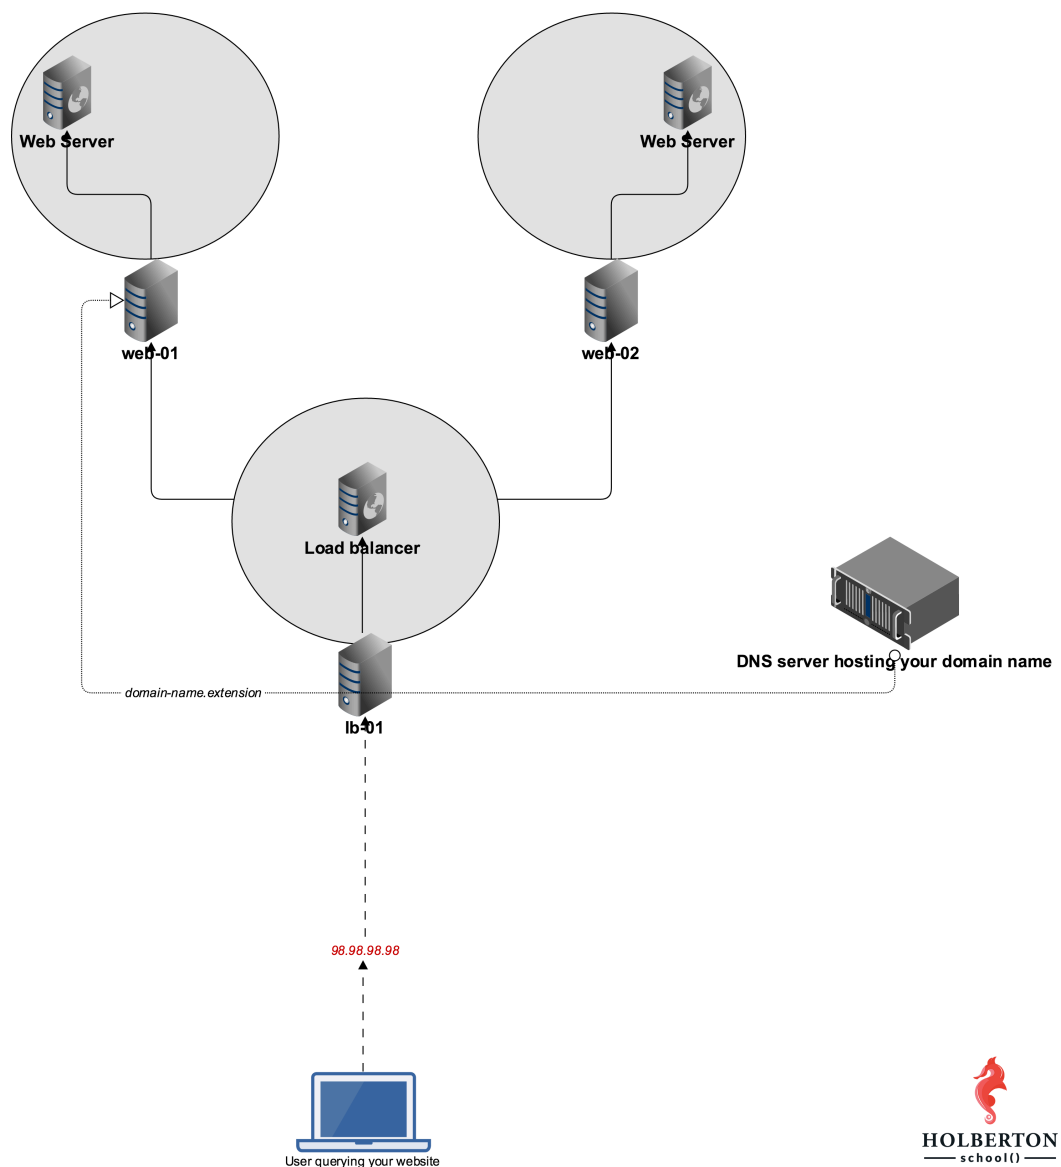 Web Server
Web Server
web-01
web-02
Load balancer
DNS server hosting your domain name
domain-name.extension
lb-01
98.98.98.98
User querying your website
HOLBERTON
school()